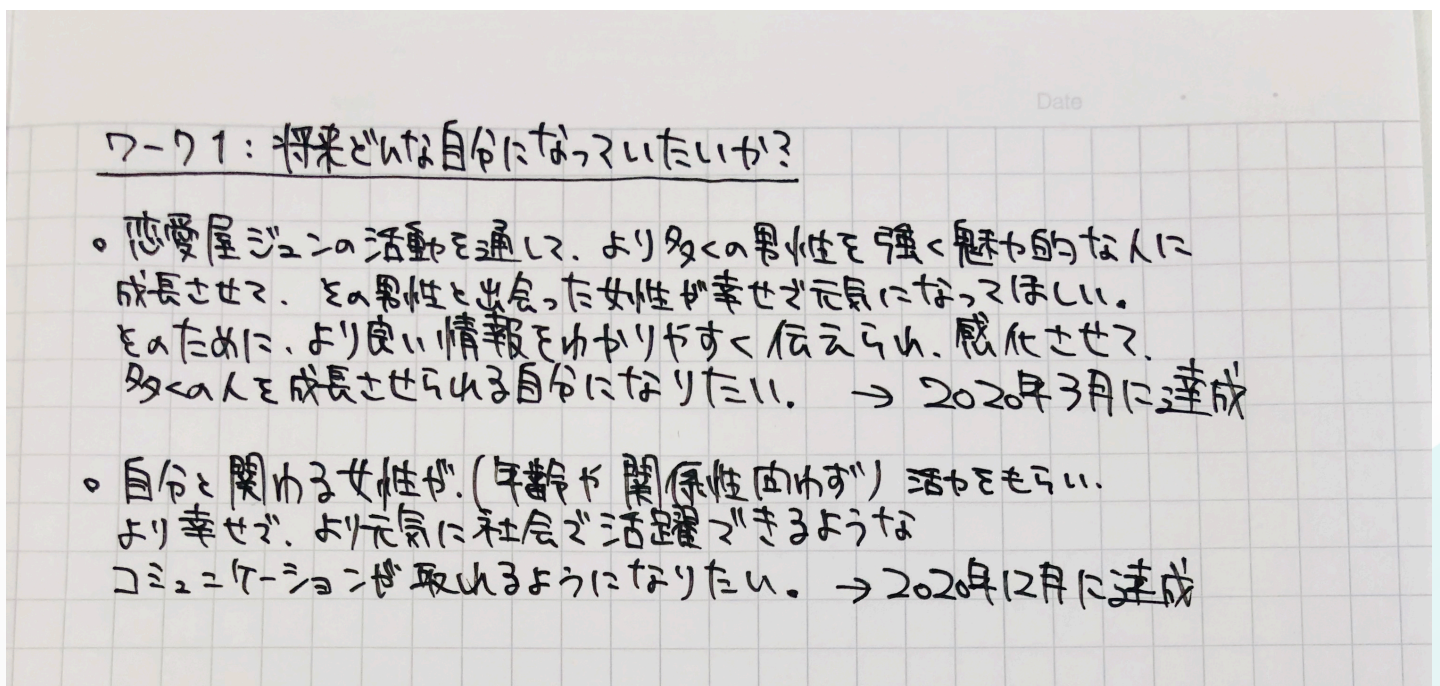 Date
ワーク1：将来どんな自分になっていたいか？
。恋愛屋ジュンの活動を通して、より多くの男性を強く魅力的な人に
成長させて、その男性と出会った女性が幸せで元気になってほしい。
そのために、より良い情報をわかりやすく伝えられ、感化させて、
多くの人を成長させられる自分になりたい。 → 2020年3月に達成
。自分と関わる女性が、(年齢や関係性問わず) 活力をもらい、
より幸せで、より元気に社会で活躍できるような
コミュニケーションが取れるようになりたい。 → 2020年12月に達成